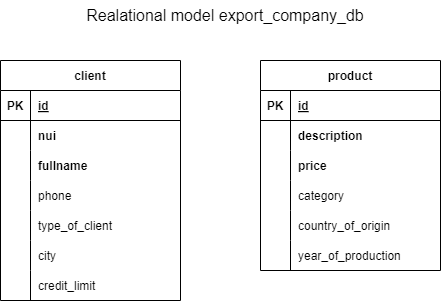 Realational model export_company_db
client
PK id
nui
fullname
phone
type_of_client
city
credit_limit
product
PK id
description
price
category
country_of_origin
year_of_production